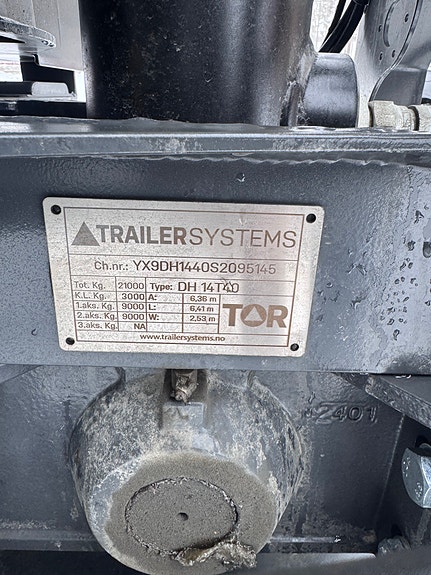 TRAILERSYSTEMS
Ch.nr.: YX9DH1440S2095145
Tot. Kg. 21000 Type: DH 14T40
K.L. Kg. 3000 A: 6,36 m
1.aks. Kg. 9000 L: 6,41 m
2.aks. Kg. 9000 W: 2,53 m
3.aks. Kg. NA
TOR
www.trailersystems.no
2401